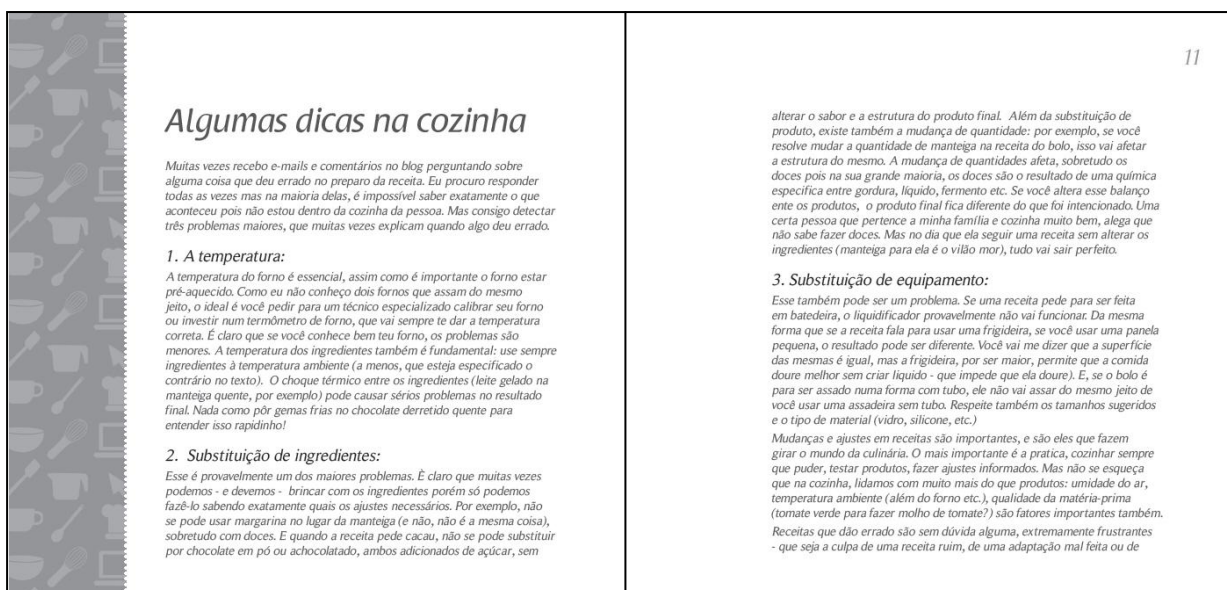 Algumas dicas na cozinha
Muitas vezes recebo e-mails e comentários no blog perguntando sobre
alguma coisa que deu errado no preparo da receita. Eu procuro responder
todas as vezes mas na maioria delas, é impossível saber exatamente o que
aconteceu pois não estou dentro da cozinha da pessoa. Mas consigo detectar
três problemas maiores, que muitas vezes explicam quando algo deu errado.
1. A temperatura:
A temperatura do forno é essencial, assim como é importante o forno estar
pré-aquecido. Como eu não conheço dois fornos que assam do mesmo
jeito, o ideal é você pedir para um técnico especializado calibrar seu forno
ou investir num termômetro de forno, que vai sempre te dar a temperatura
correta. É claro que se você conhece bem teu forno, os problemas são
menores. A temperatura dos ingredientes também é fundamental: use sempre
ingredientes à temperatura ambiente (a menos, que esteja especificado o
contrário no texto). O choque térmico entre os ingredientes (leite gelado na
manteiga quente, por exemplo) pode causar sérios problemas no resultado
final. Nada como pôr gemas frias no chocolate derretido quente para
entender isso rapidinho!
2. Substituição de ingredientes:
Esse é provavelmente um dos maiores problemas. È claro que muitas vezes
podemos - e devemos - brincar com os ingredientes porém só podemos
fazê-lo sabendo exatamente quais os ajustes necessários. Por exemplo, não
se pode usar margarina no lugar da manteiga (e não, não é a mesma coisa),
sobretudo com doces. E quando a receita pede cacau, não se pode substituir
por chocolate em pó ou achocolatado, ambos adicionados de açúcar, sem
11
alterar o sabor e a estrutura do produto final. Além da substituição de
produto, existe também a mudança de quantidade: por exemplo, se você
resolve mudar a quantidade de manteiga na receita do bolo, isso vai afetar
a estrutura do mesmo. A mudança de quantidades afeta, sobretudo os
doces pois na sua grande maioria, os doces são o resultado de uma química
especifica entre gordura, líquido, fermento etc. Se você altera esse balanço
ente os produtos, o produto final fica diferente do que foi intencionado. Uma
certa pessoa que pertence a minha família e cozinha muito bem, alega que
não sabe fazer doces. Mas no dia que ela seguir uma receita sem alterar os
ingredientes (manteiga para ela é o vilão mor), tudo vai sair perfeito.
3. Substituição de equipamento:
Esse também pode ser um problema. Se uma receita pede para ser feita
em batedeira, o liquidificador provavelmente não vai funcionar. Da mesma
forma que se a receita fala para usar uma frigideira, se você usar uma panela
pequena, o resultado pode ser diferente. Você vai me dizer que a superfície
das mesmas é igual, mas a frigideira, por ser maior, permite que a comida
doure melhor sem criar liquido - que impede que ela doure). E, se o bolo é
para ser assado numa forma com tubo, ele não vai assar do mesmo jeito de
você usar uma assadeira sem tubo. Respeite também os tamanhos sugeridos
e o tipo de material (vidro, silicone, etc.)
Mudanças e ajustes em receitas são importantes, e são eles que fazem
girar o mundo da culinária. O mais importante é a pratica, cozinhar sempre
que puder, testar produtos, fazer ajustes informados. Mas não se esqueça
que na cozinha, lidamos com muito mais do que produtos: umidade do ar,
temperatura ambiente (além do forno etc.), qualidade da matéria-prima
(tomate verde para fazer molho de tomate?) são fatores importantes também.
Receitas que dão errado são sem dúvida alguma, extremamente frustrantes
- que seja a culpa de uma receita ruim, de uma adaptação mal feita ou de